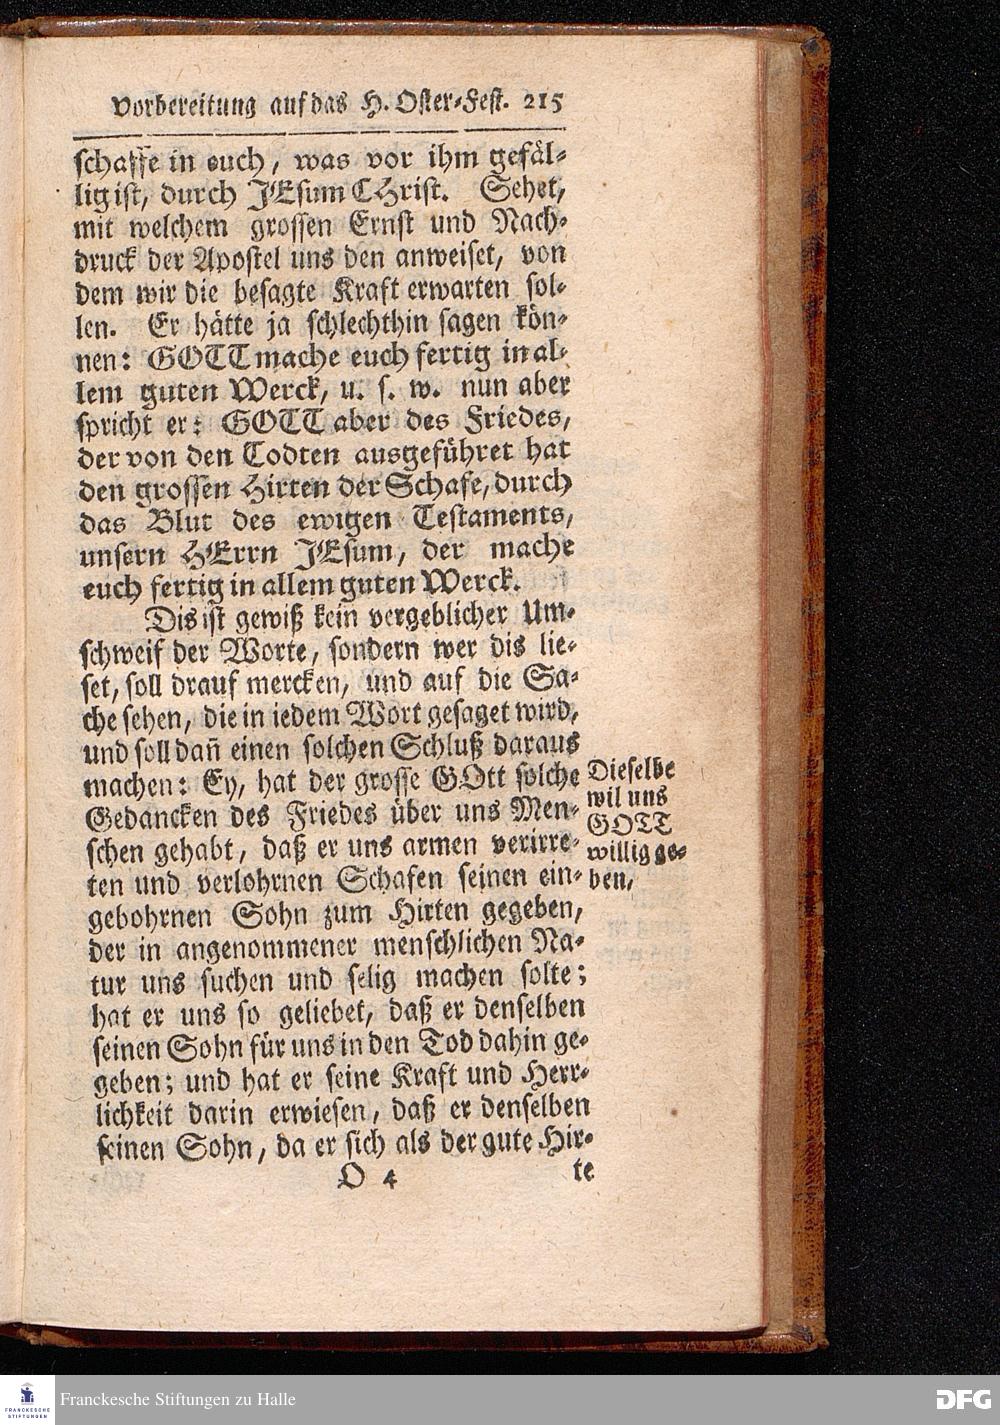 Vorbereitung auf das H. Oster-Fest. 215
schaffe in euch, was vor ihm gefäl-
lig ist, durch JEsum CHrist. Sehet,
mit welchem grossen Ernst und Nach-
druck der Apostel uns den anweiset, von
dem wir die besagte Kraft erwarten sol-
len. Er hätte ja schlechthin sagen kön-
nen: GOTT mache euch fertig in al-
lem guten Werck, u. s. w. nun aber
spricht er: GOTT aber des Friedes,
der von den Todten ausgeführet hat
den grossen Hirten der Schafe, durch
das Blut des ewigen Testaments,
unsern HErrn JEsum, der mache
euch fertig in allem guten Werck.
Dis ist gewiß kein vergeblicher Um-
schweif der Worte, sondern wer dis lie-
set, soll drauf mercken, und auf die Sa-
che sehen, die in iedem Wort gesaget wird,
und soll dañ einen solchen Schluß daraus
machen: Ey, hat der grosse GOtt solche
Gedancken des Friedes über uns Men-
schen gehabt, daß er uns armen verirre-
ten und verlohrnen Schafen seinen ein-
gebohrnen Sohn zum Hirten gegeben,
der in angenommener menschlichen Na-
tur uns suchen und selig machen solte;
hat er uns so geliebet, daß er denselben
seinen Sohn für uns in den Tod dahin ge-
geben; und hat er seine Kraft und Herr-
lichkeit darin erwiesen, daß er denselben
seinen Sohn, da er sich als der gute Hir-
O 4 te
Dieselbe
wil uns
GOTT
willig ge-
ben,
FRANCKESCHE
STIFTUNGEN
Franckesche Stiftungen zu Halle
DFG